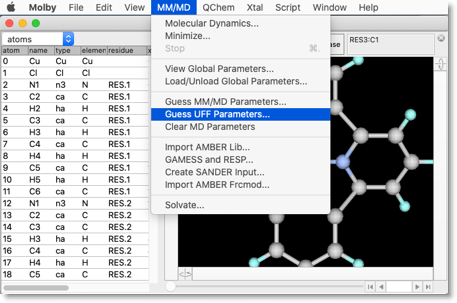 Molby File Edit View Show MM/MD QChem Xtal Script Window Help
Molecular Dynamics...
Minimize...
Stop ⌘.
View Global Parameters...
Load/Unload Global Parameters...
Guess MM/MD Parameters...
Guess UFF Parameters...
Clear MD Parameters
Import AMBER Lib...
GAMESS and RESP...
Create SANDER Input...
Import AMBER Frcmod...
Solvate...
RES3:C1
atoms
atom name type elemen residue
0 Cu Cu Cu
1 Cl Cl Cl
2 N1 n3 N RES.1
3 C2 ca C RES.1
4 H2 ha H RES.1
5 C3 ca C RES.1
6 H3 ha H RES.1
7 C4 ca C RES.1
8 H4 ha H RES.1
9 C5 ca C RES.1
10 H5 ha H RES.1
11 C6 ca C RES.1
12 N1 n3 N RES.2
13 C2 ca C RES.2
14 C3 ca C RES.2
15 H3 ha H RES.2
16 C4 ca C RES.2
17 H4 ha H RES.2
18 C5 ca C RES.2